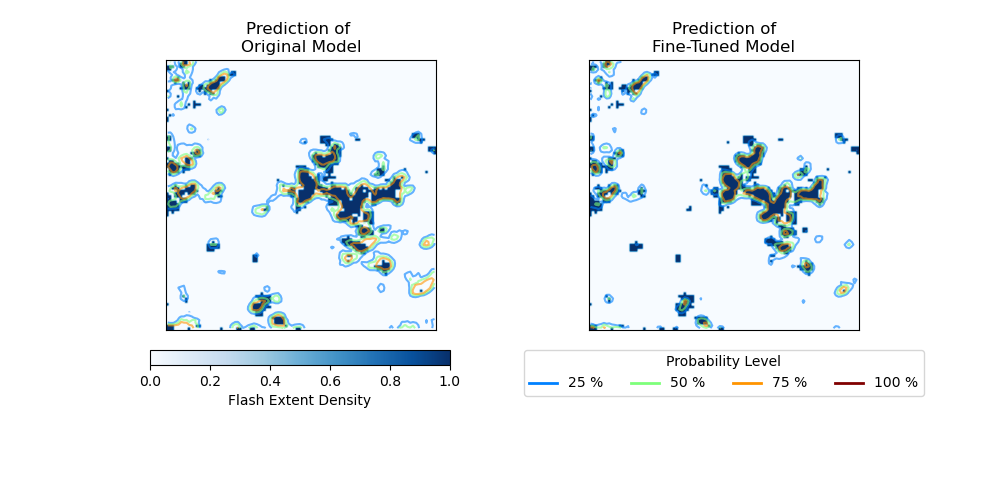 Prediction of
Original Model
Prediction of
Fine-Tuned Model
0.0 0.2 0.4 0.6 0.8 1.0
Flash Extent Density
Probability Level
25 % 50 % 75 % 100 %